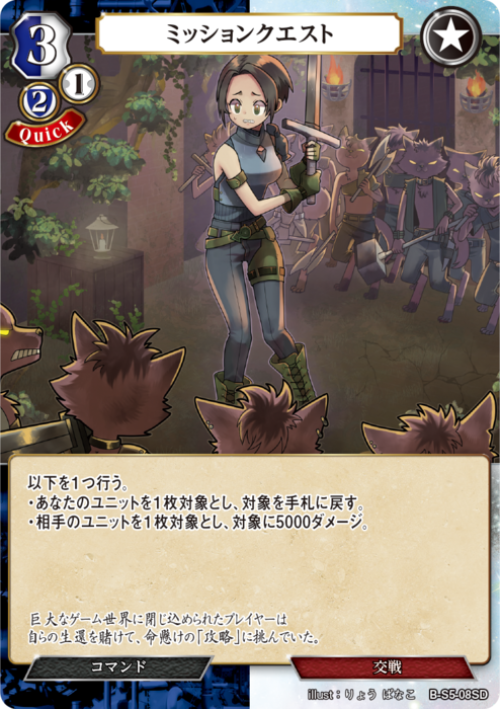 3
ミッションクエスト
2
1
Quick
以下を1つ行う。
・あなたのユニットを1枚対象とし、対象を手札に戻す。
・相手のユニットを1枚対象とし、対象に5000ダメージ。
巨大なゲーム世界に閉じ込められたプレイヤーは
自らの生還を賭けて、命懸けの「攻略」に挑んでいた。
コマンド
交戦
illust：りょう ばなこ B-S5-08SD